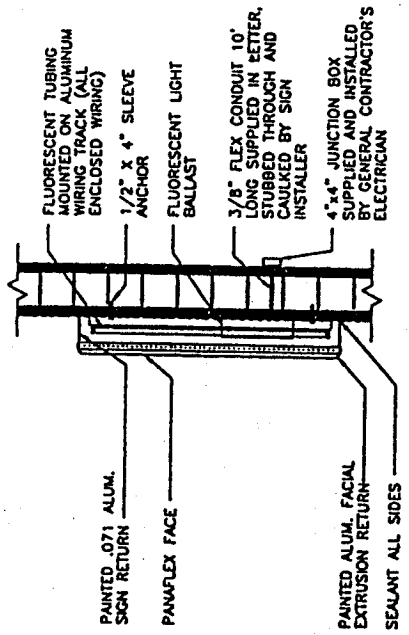 FLUORESCENT TUBING
MOUNTED ON ALUMINUM
WIRING TRACK (ALL
ENCLOSED WIRING)
1/2" X 4" SLEEVE
ANCHOR
FLUORESCENT LIGHT
BALLAST
3/8" FLEX CONDUIT 10'
LONG SUPPLIED IN LETTER,
STUBBED THROUGH AND
CAULKED BY SIGN
INSTALLER
4"x4" JUNCTION BOX
SUPPLIED AND INSTALLED
BY GENERAL CONTRACTOR'S
ELECTRICIAN
PAINTED .071 ALUM.
SIGN RETURN
PANAFLEX FACE
PAINTED ALUM. FACIAL
EXTRUSION RETURN
SEALANT ALL SIDES